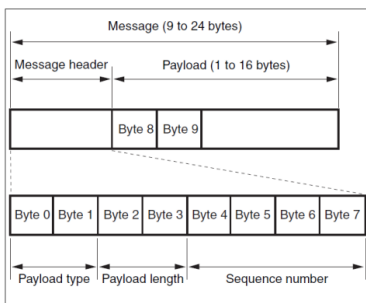 Message (9 to 24 bytes)
Message header Payload (1 to 16 bytes)
Byte 8 Byte 9
Byte 0 Byte 1 Byte 2 Byte 3 Byte 4 Byte 5 Byte 6 Byte 7
Payload type Payload length Sequence number